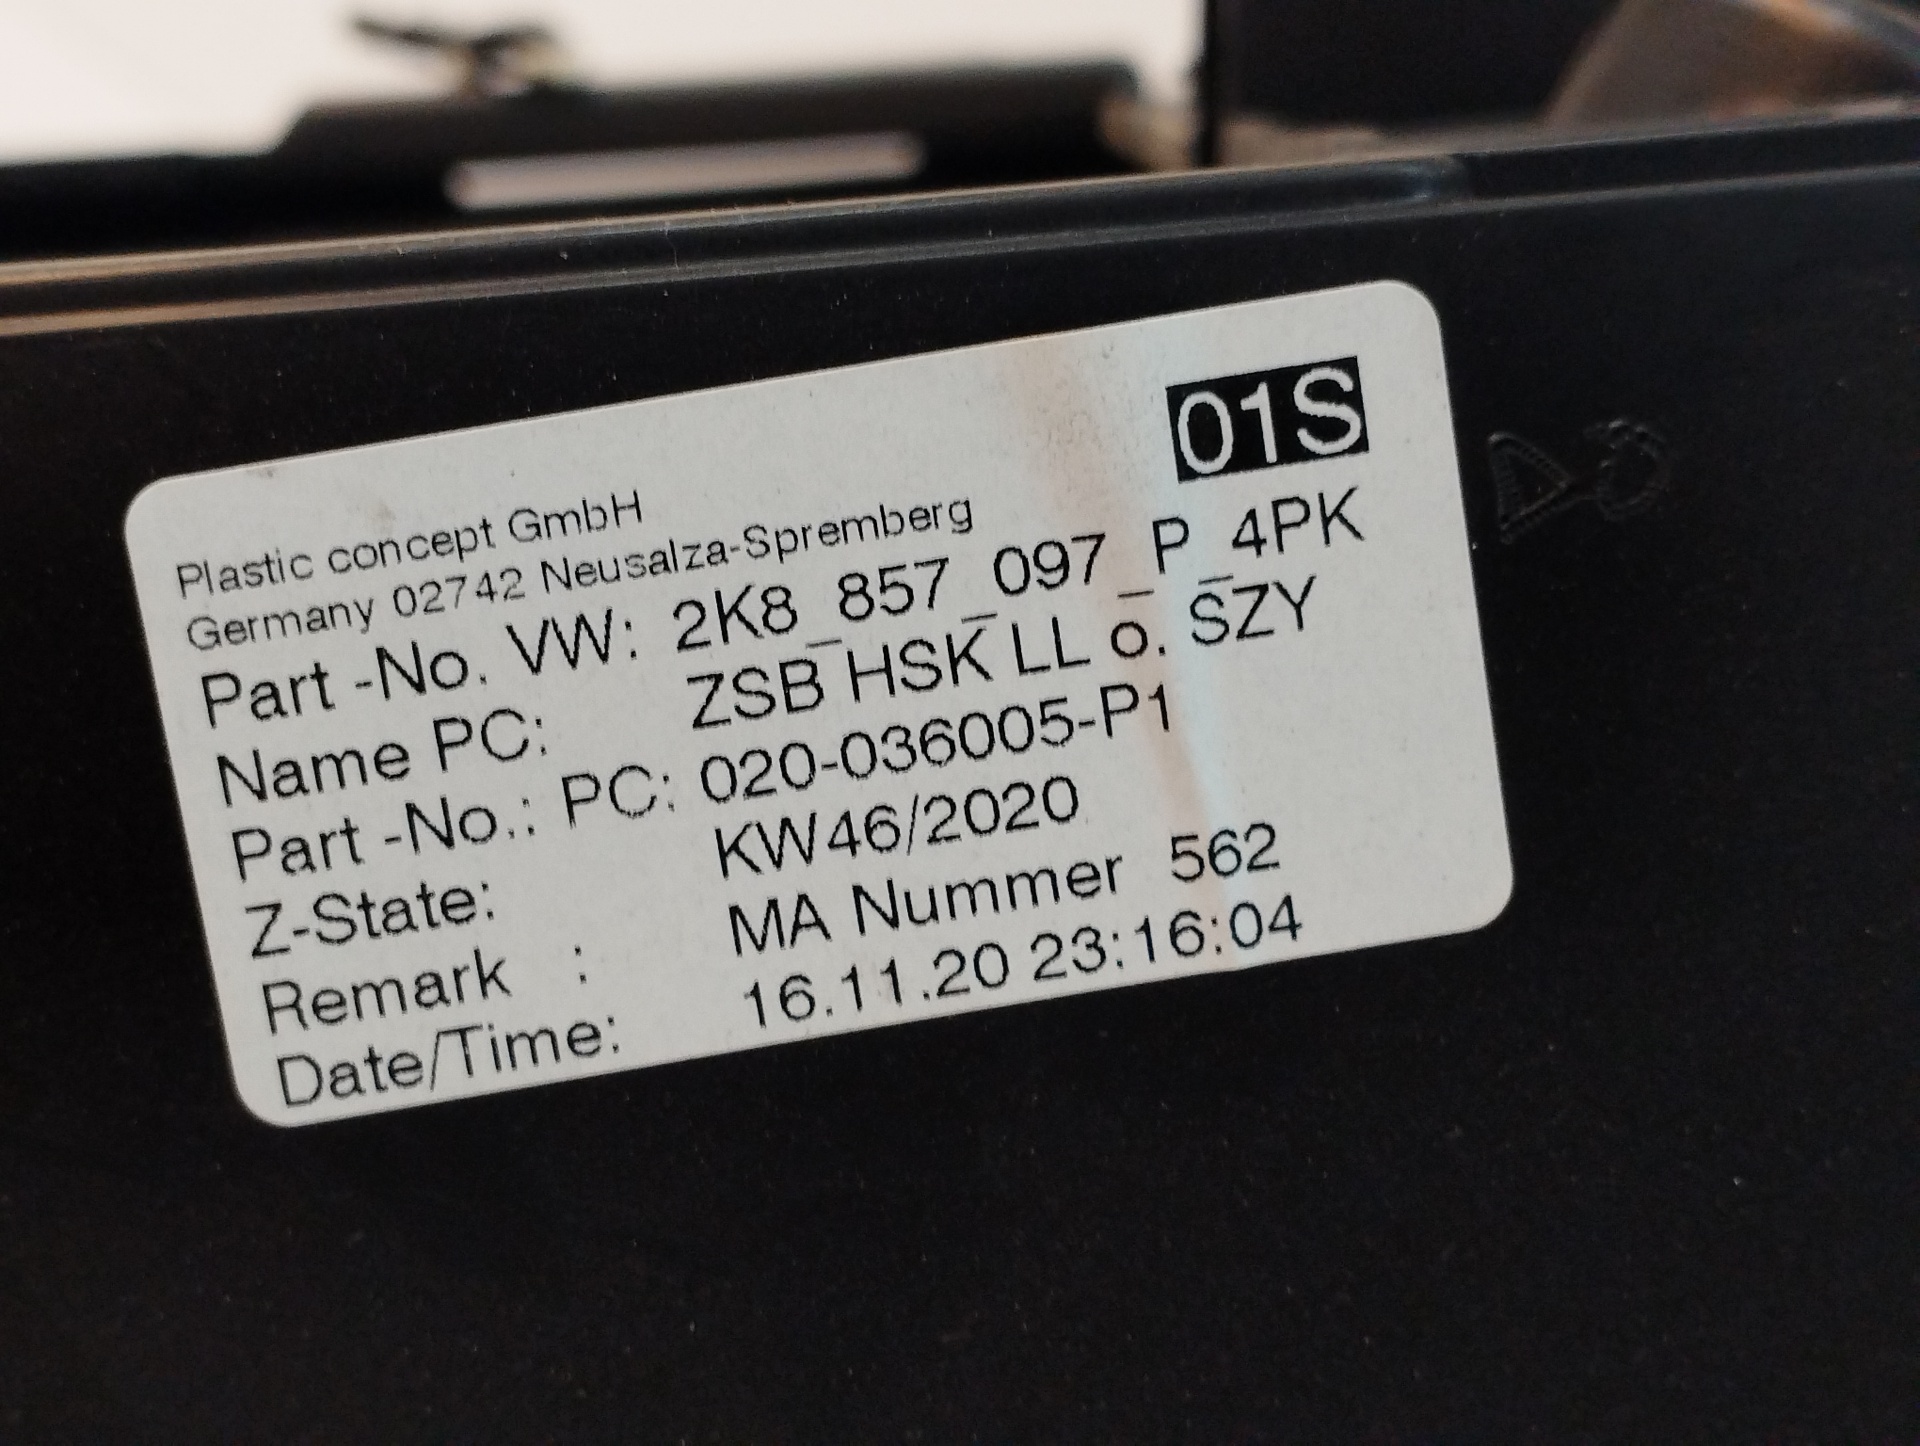 01S
Plastic concept GmbH
Germany 02742 Neusalza-Spremberg
Part -No. VW: 2K8_857_097_P_4PK
Name PC: ZSB HSK LL o. SZY
Part -No.: PC: 020-036005-P1
Z-State: KW46/2020
Remark : MA Nummer 562
Date/Time: 16.11.20 23:16:04